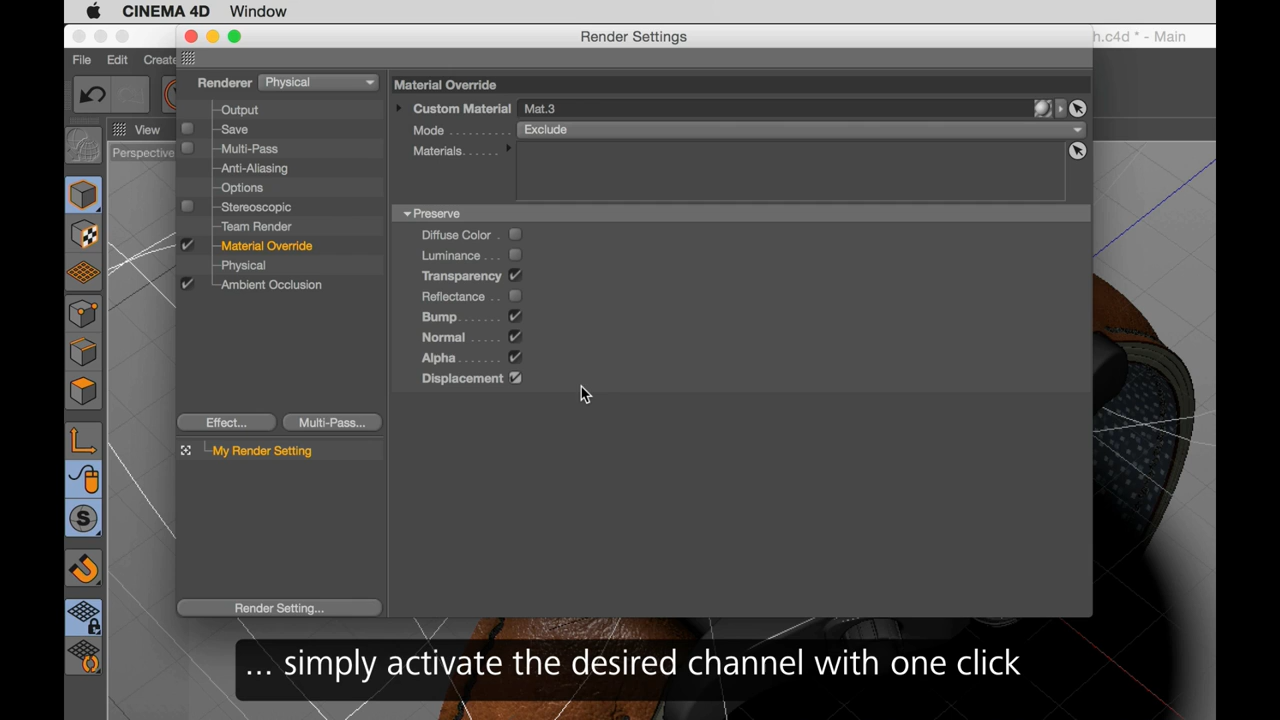 CINEMA 4D Window
h.c4d * - Main
Render Settings
File Edit Create
Renderer Physical
Material Override
Output
Custom Material Mat.3
Save
Mode . . . . . . . . . . Exclude
View
Multi-Pass
Materials. . . . . .
Perspective
Anti-Aliasing
Options
Stereoscopic
Preserve
Team Render
Diffuse Color .
Material Override
Luminance . . .
Physical
Transparency
Ambient Occlusion
Reflectance . .
Bump. . . . . . .
Normal . . . . .
Alpha . . . . . . .
Displacement
Effect... Multi-Pass...
My Render Setting
S
Render Setting...
... simply activate the desired channel with one click